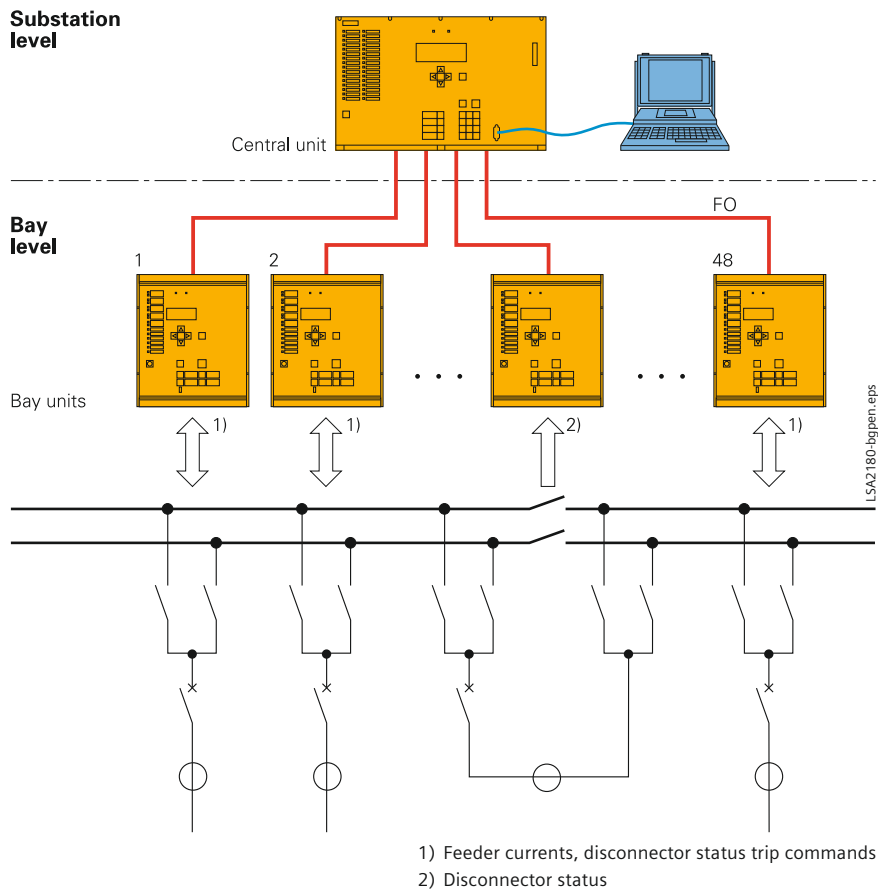 Substation
level
Central unit
FO
Bay
level
1
2
48
Bay units
1)
1)
2)
1)
LSA2180-bgpen.eps
1) Feeder currents, disconnector status trip commands
2) Disconnector status